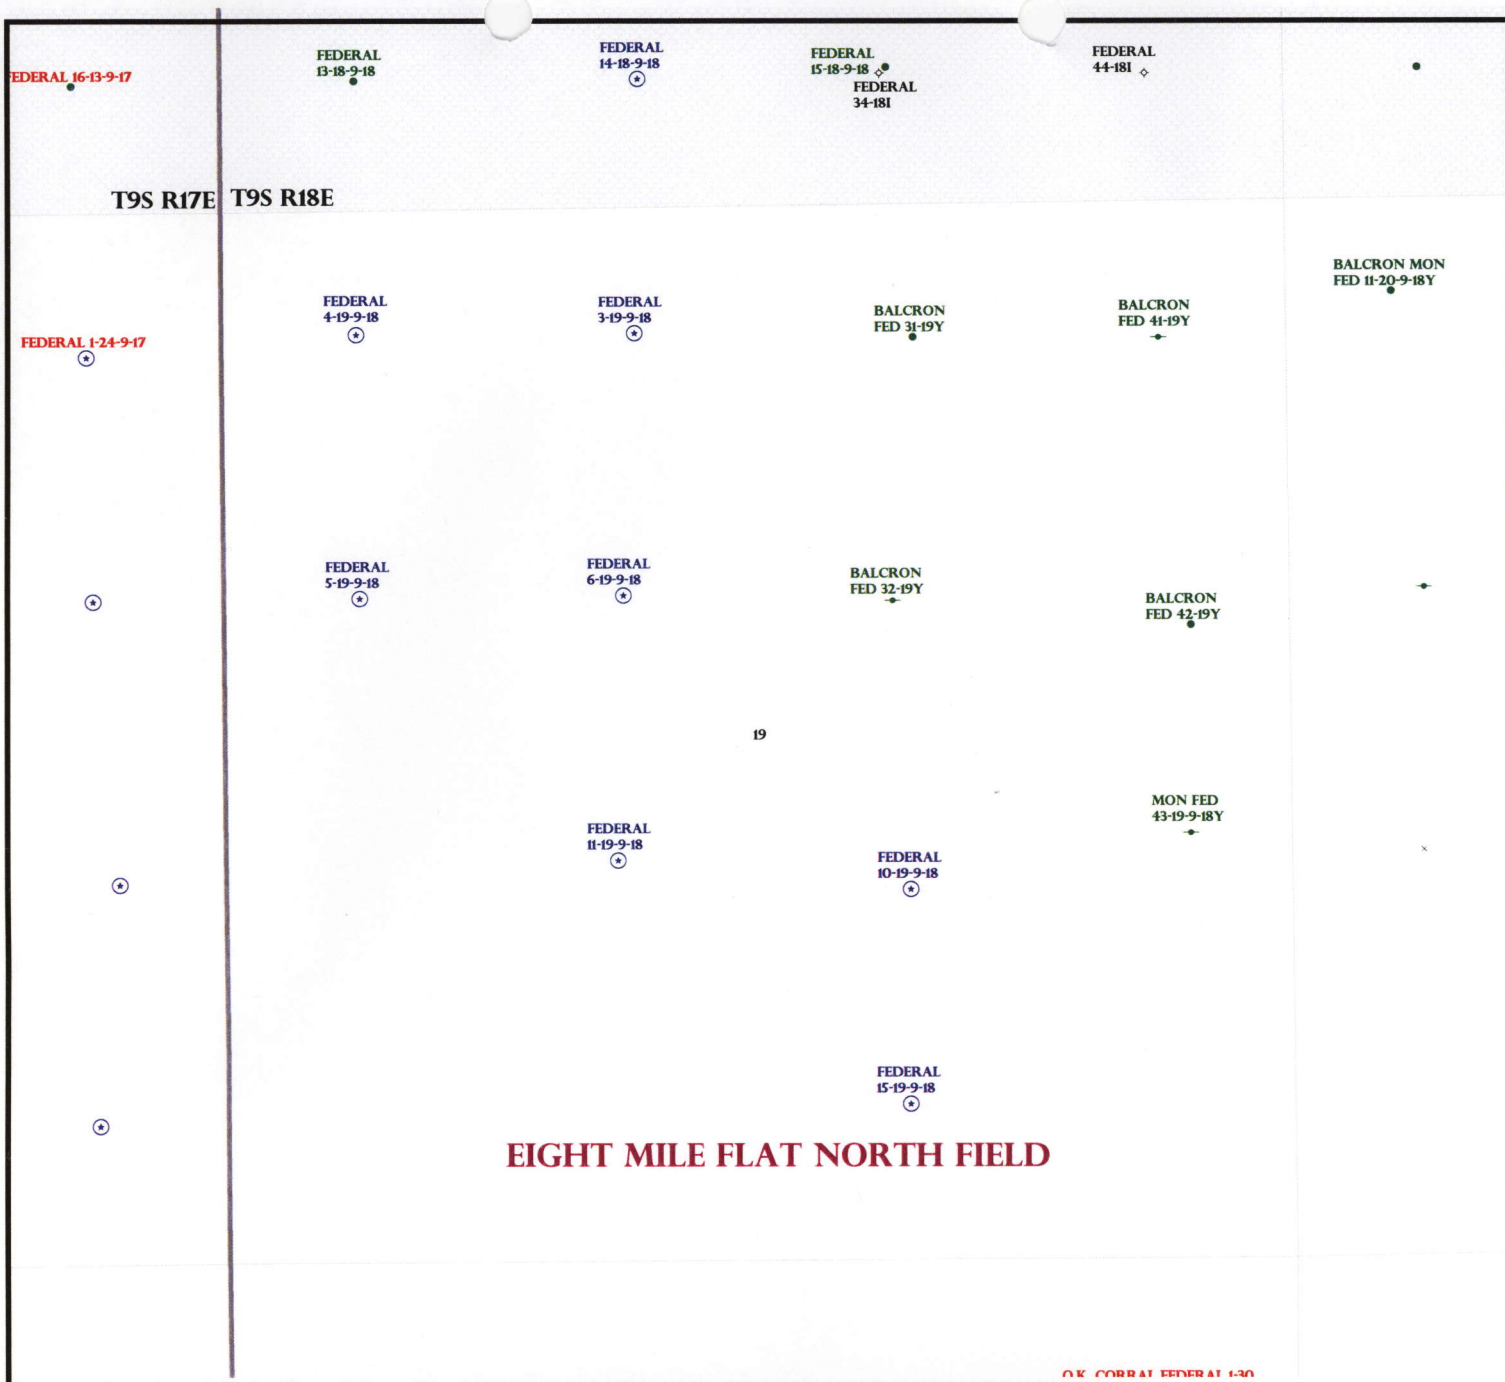 FEDERAL 16-13-9-17
FEDERAL
13-18-9-18
FEDERAL
14-18-9-18
FEDERAL
15-18-9-18
FEDERAL
34-18I
FEDERAL
44-18I
T9S R17E
T9S R18E
BALCRON MON
FED 11-20-9-18Y
FEDERAL 1-24-9-17
FEDERAL
4-19-9-18
FEDERAL
3-19-9-18
BALCRON
FED 31-19Y
BALCRON
FED 41-19Y
FEDERAL
5-19-9-18
FEDERAL
6-19-9-18
BALCRON
FED 32-19Y
BALCRON
FED 42-19Y
19
MON FED
43-19-9-18Y
FEDERAL
11-19-9-18
FEDERAL
10-19-9-18
FEDERAL
15-19-9-18
EIGHT MILE FLAT NORTH FIELD
O.K. CORRAL FEDERAL 1-30